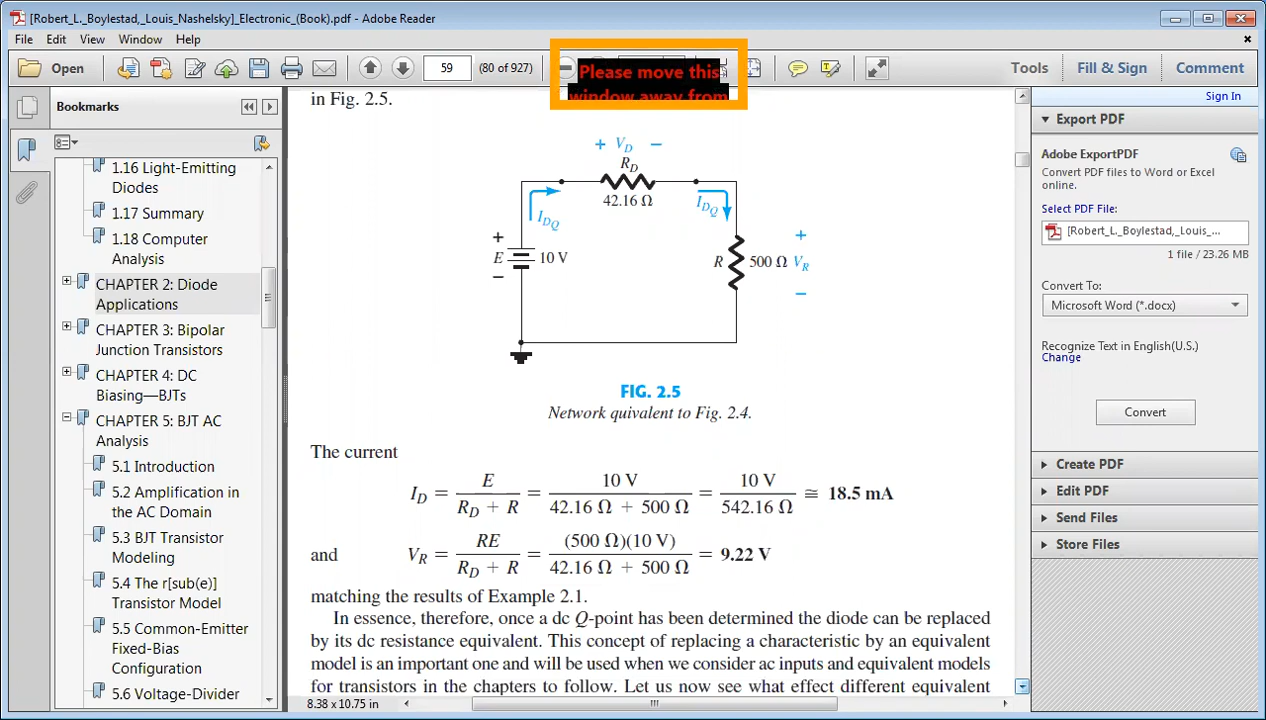 [Robert_L._Boylestad,_Louis_Nashelsky]_Electronic_(Book).pdf - Adobe Reader
File Edit View Window Help
Open
59 (80 of 927)
Please move this
window away from
Tools Fill & Sign Comment
Bookmarks
1.16 Light-Emitting
Diodes
1.17 Summary
1.18 Computer
Analysis
CHAPTER 2: Diode
Applications
CHAPTER 3: Bipolar
Junction Transistors
CHAPTER 4: DC
Biasing—BJTs
CHAPTER 5: BJT AC
Analysis
5.1 Introduction
5.2 Amplification in
the AC Domain
5.3 BJT Transistor
Modeling
5.4 The r[sub(e)]
Transistor Model
5.5 Common-Emitter
Fixed-Bias
Configuration
5.6 Voltage-Divider
in Fig. 2.5.
+ V_D −
R_D
42.16 Ω
I_DQ
I_DQ
+
E 10 V
−
R 500 Ω
+
V_R
−
FIG. 2.5
Network quivalent to Fig. 2.4.
The current
I_D = E / (R_D + R) = 10 V / (42.16 Ω + 500 Ω) = 10 V / 542.16 Ω ≅ 18.5 mA
and V_R = RE / (R_D + R) = (500 Ω)(10 V) / (42.16 Ω + 500 Ω) = 9.22 V
matching the results of Example 2.1.
In essence, therefore, once a dc Q-point has been determined the diode can be replaced
by its dc resistance equivalent. This concept of replacing a characteristic by an equivalent
model is an important one and will be used when we consider ac inputs and equivalent models
for transistors in the chapters to follow. Let us now see what effect different equivalent
8.38 x 10.75 in
Sign In
Export PDF
Adobe ExportPDF
Convert PDF files to Word or Excel
online.
Select PDF File:
[Robert_L._Boylestad,_Louis_-...
1 file / 23.26 MB
Convert To:
Microsoft Word (*.docx)
Recognize Text in English(U.S.)
Change
Convert
Create PDF
Edit PDF
Send Files
Store Files